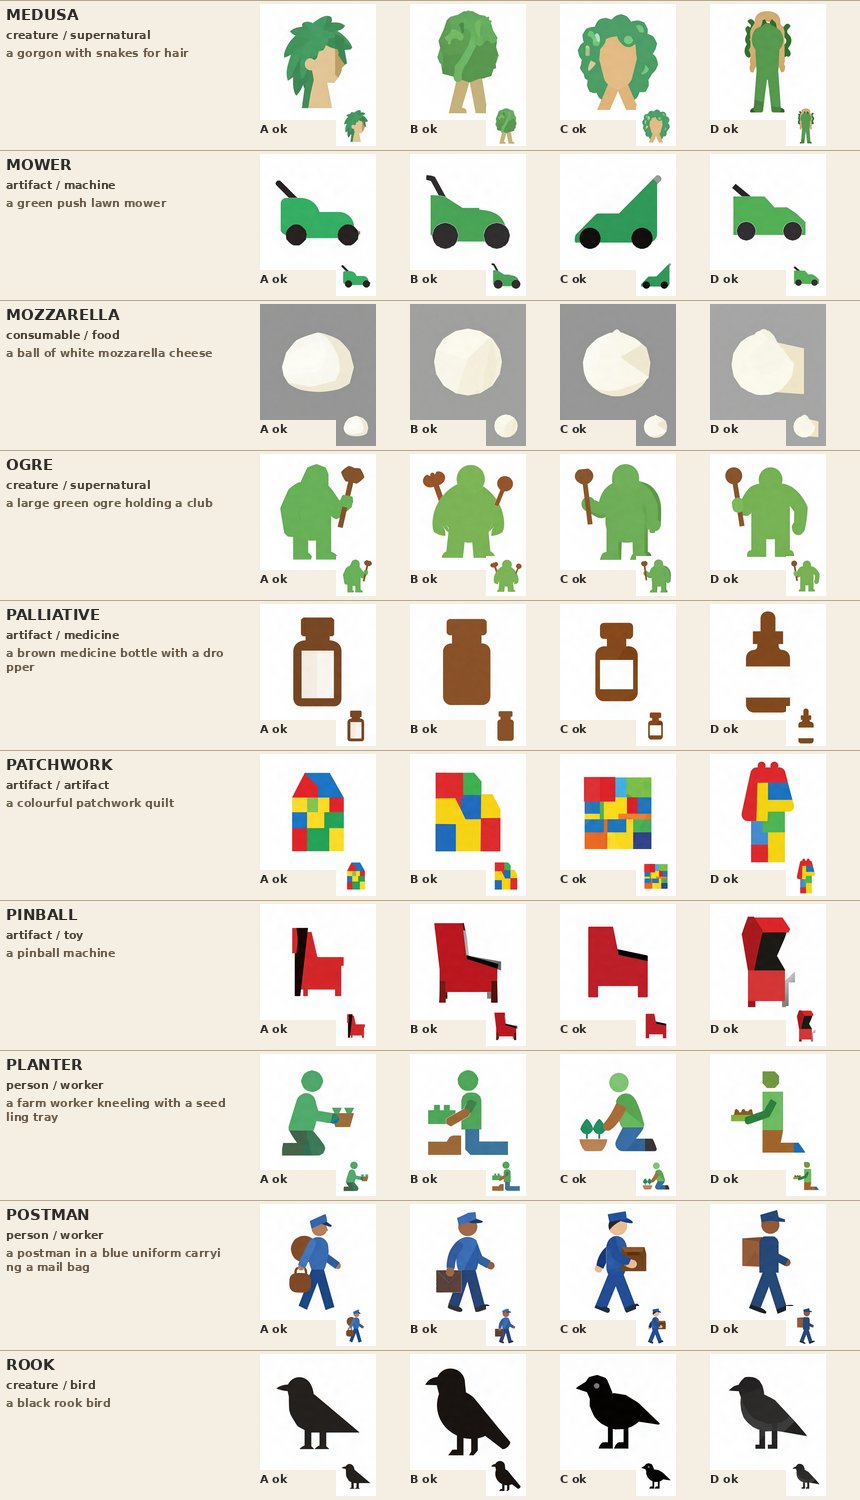 MEDUSA
creature / supernatural
a gorgon with snakes for hair
A ok
B ok
C ok
D ok
MOWER
artifact / machine
a green push lawn mower
A ok
B ok
C ok
D ok
MOZZARELLA
consumable / food
a ball of white mozzarella cheese
A ok
B ok
C ok
D ok
OGRE
creature / supernatural
a large green ogre holding a club
A ok
B ok
C ok
D ok
PALLIATIVE
artifact / medicine
a brown medicine bottle with a dro
pper
A ok
B ok
C ok
D ok
PATCHWORK
artifact / artifact
a colourful patchwork quilt
A ok
B ok
C ok
D ok
PINBALL
artifact / toy
a pinball machine
A ok
B ok
C ok
D ok
PLANTER
person / worker
a farm worker kneeling with a seed
ling tray
A ok
B ok
C ok
D ok
POSTMAN
person / worker
a postman in a blue uniform carryi
ng a mail bag
A ok
B ok
C ok
D ok
ROOK
creature / bird
a black rook bird
A ok
B ok
C ok
D ok